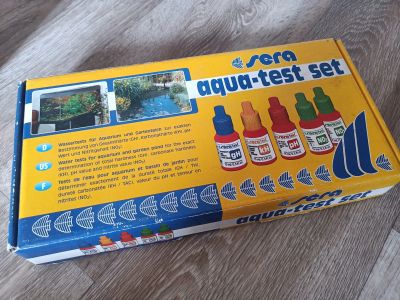 sera
aqua-test set
D
Wassertests für Aquarium und Gartenteich zur exakten
Bestimmung von Gesamthärte (GH), Karbonathärte (KH), pH-
Wert und Nitritgehalt (NO₂).
US
Water tests for aquarium and garden pond for the exact
determination of total hardness (GH), carbonate hardness
(KH), pH value and nitrite value (NO₂).
F
Tests de l'eau pour aquarium et bassin de jardin pour
déterminer exactement de la dureté totale (GH / TH),
dureté carbonatée (KH / TAC), valeur du pH et teneur en
nitrites (NO₂).
gH
kH
pH
NO₂
NO₂
sera
aqua-test set